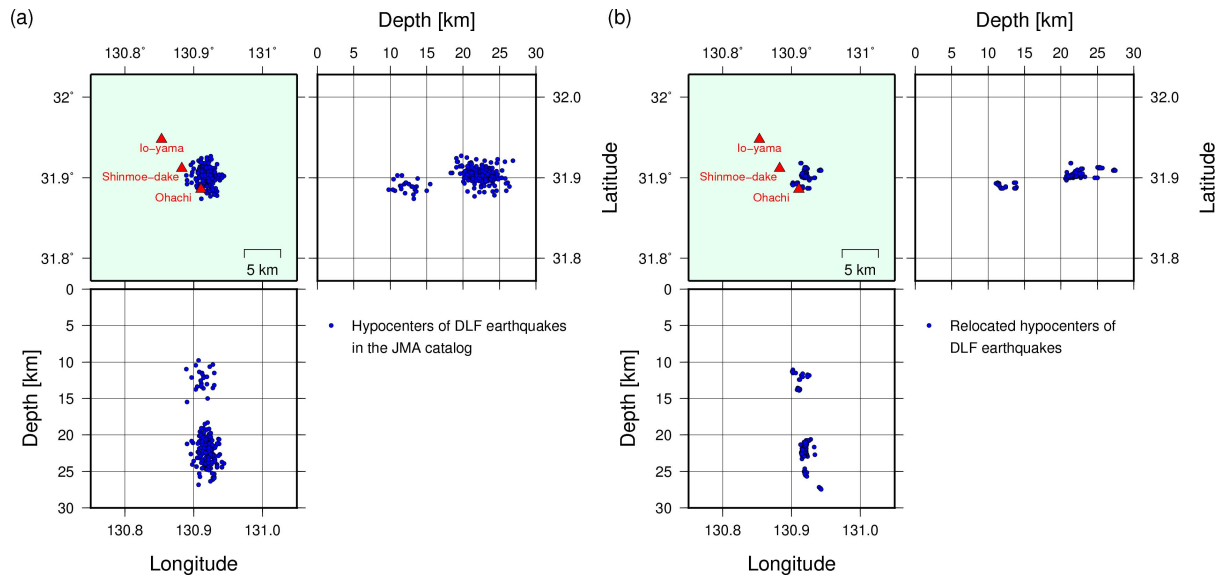 (a)
Depth [km]
130.8˚ 130.9˚ 131˚
0 5 10 15 20 25 30
32˚
31.9˚
31.8˚
Io-yama
Shinmoe-dake
Ohachi
5 km
32.0
31.9
31.8
Latitude
0
5
10
15
20
25
30
Depth [km]
130.8 130.9 131.0
Longitude
Hypocenters of DLF earthquakes
in the JMA catalog
(b)
Depth [km]
130.8˚ 130.9˚ 131˚
0 5 10 15 20 25 30
32˚
31.9˚
31.8˚
Io-yama
Shinmoe-dake
Ohachi
5 km
32.0
31.9
31.8
Latitude
0
5
10
15
20
25
30
Depth [km]
130.8 130.9 131.0
Longitude
Relocated hypocenters of
DLF earthquakes